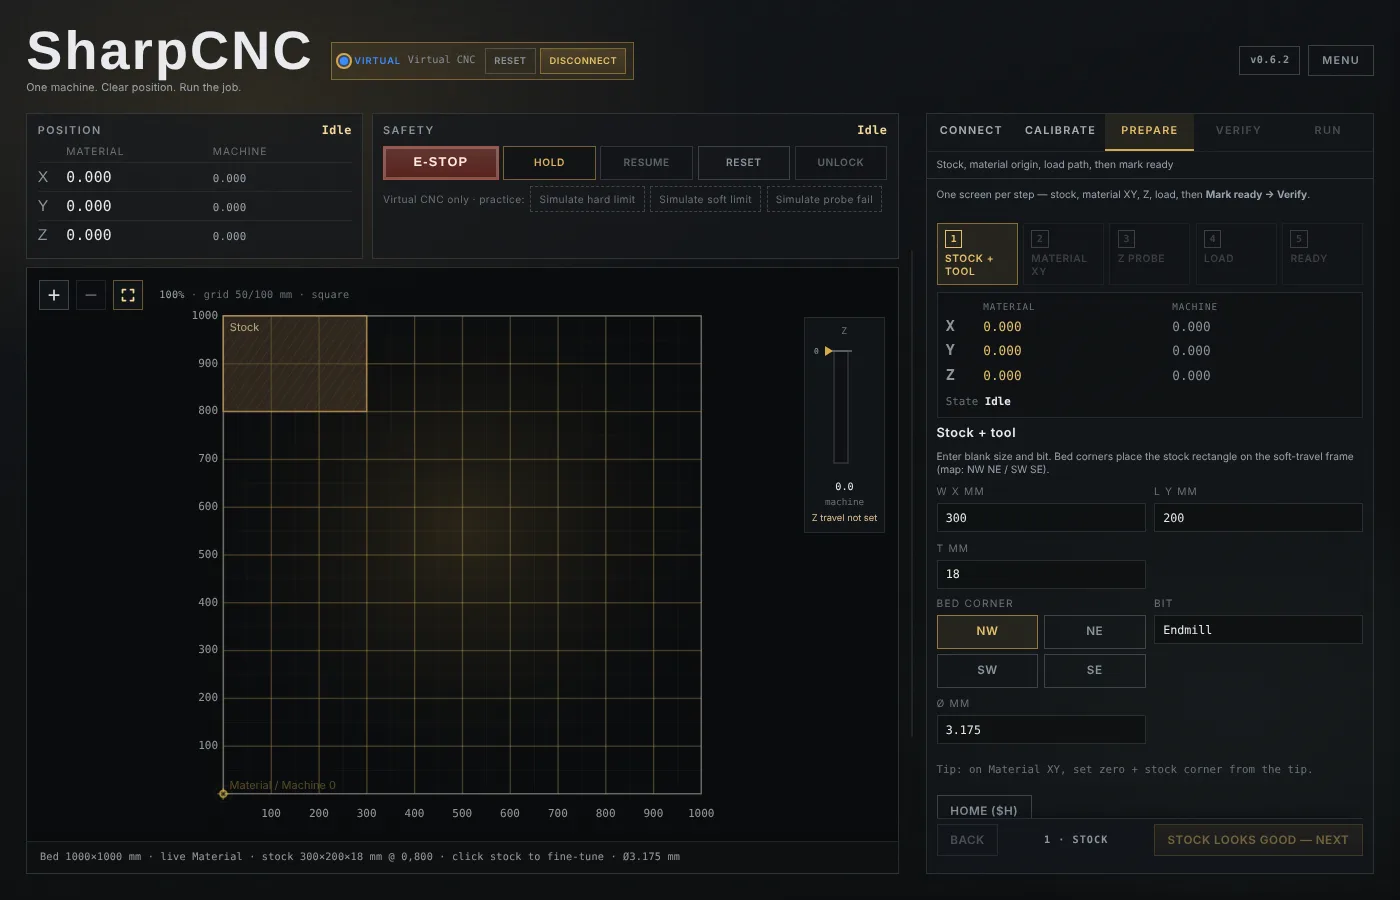 SharpCNC
One machine. Clear position. Run the job.
VIRTUAL Virtual CNC RESET DISCONNECT
v0.6.2 MENU
POSITION Idle
MATERIAL MACHINE
X 0.000 0.000
Y 0.000 0.000
Z 0.000 0.000
SAFETY Idle
E-STOP HOLD RESUME RESET UNLOCK
Virtual CNC only · practice: Simulate hard limit Simulate soft limit Simulate probe fail
+ − 100% · grid 50/100 mm · square
1000
Stock
900
800
700
600
500
400
300
200
100
Material / Machine 0
100 200 300 400 500 600 700 800 900 1000
Z
0
0.0
machine
Z travel not set
Bed 1000×1000 mm · live Material · stock 300×200×18 mm @ 0,800 · click stock to fine-tune · Ø3.175 mm
CONNECT CALIBRATE PREPARE VERIFY RUN
Stock, material origin, load path, then mark ready
One screen per step — stock, material XY, Z, load, then Mark ready → Verify.
1 2 3 4 5
STOCK + MATERIAL Z PROBE LOAD READY
TOOL XY
MATERIAL MACHINE
X 0.000 0.000
Y 0.000 0.000
Z 0.000 0.000
State Idle
Stock + tool
Enter blank size and bit. Bed corners place the stock rectangle on the soft-travel frame
(map: NW NE / SW SE).
W X MM L Y MM
300 200
T MM
18
BED CORNER BIT
NW NE Endmill
SW SE
Ø MM
3.175
Tip: on Material XY, set zero + stock corner from the tip.
HOME ($H)
BACK 1 · STOCK STOCK LOOKS GOOD — NEXT